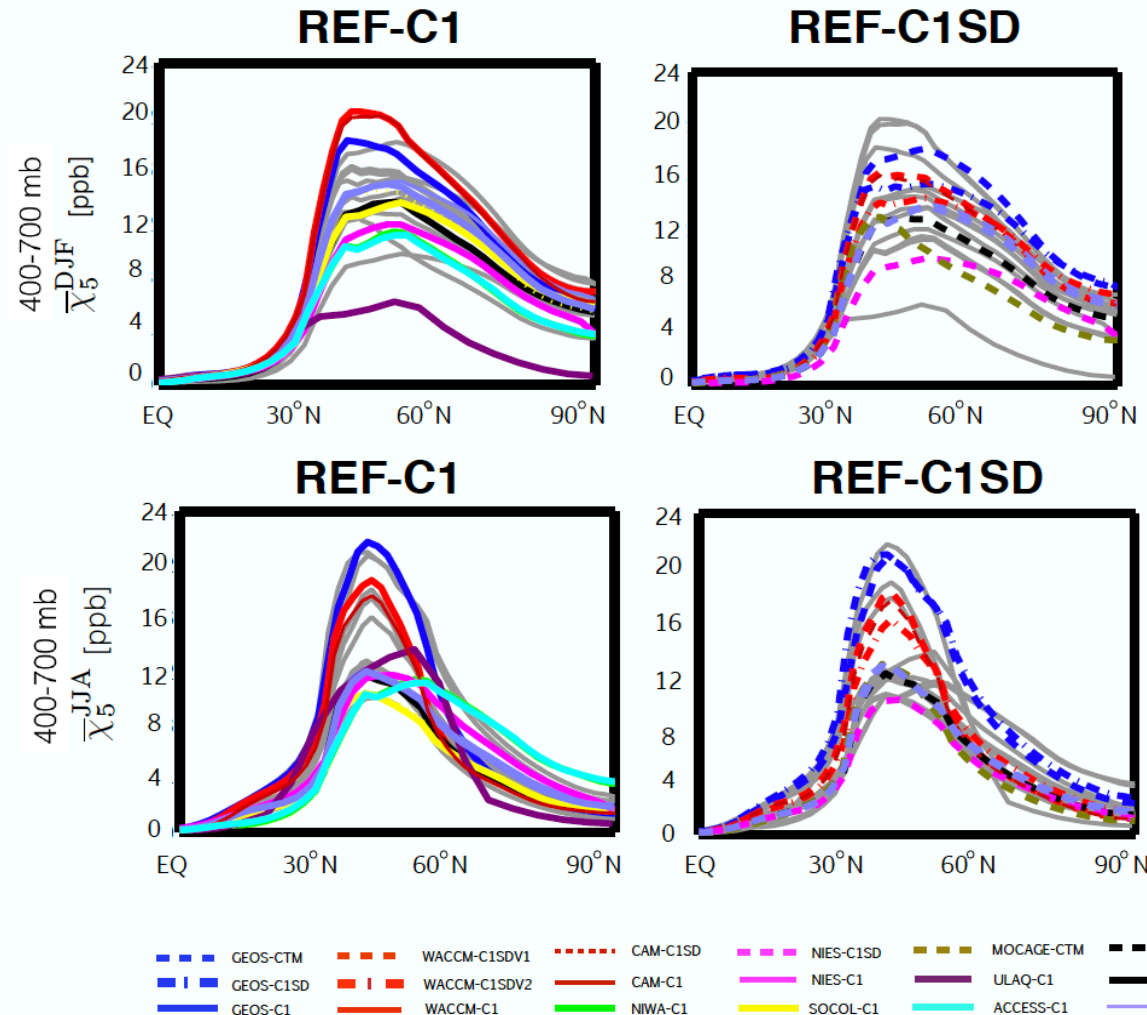 REF-C1
REF-C1SD
400-700 mb
χ̅₅ᴰᴶᶠ [ppb]
24
20
16
12
8
4
0
EQ 30°N 60°N 90°N
24
20
16
12
8
4
0
EQ 30°N 60°N 90°N
REF-C1
REF-C1SD
400-700 mb
χ̅₅ᴶᴶᴬ [ppb]
24
20
16
12
8
4
0
EQ 30°N 60°N 90°N
24
20
16
12
8
4
0
EQ 30°N 60°N 90°N
GEOS-CTM WACCM-C1SDV1 CAM-C1SD NIES-C1SD MOCAGE-CTM
GEOS-C1SD WACCM-C1SDV2 CAM-C1 NIES-C1 ULAQ-C1
GEOS-C1 WACCM-C1 NIWA-C1 SOCOL-C1 ACCESS-C1